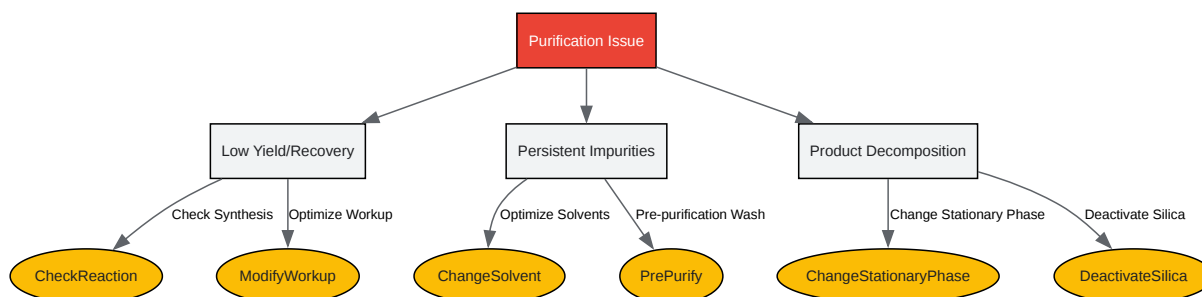 Purification Issue
Low Yield/Recovery
Persistent Impurities
Product Decomposition
Check Synthesis
Optimize Workup
Optimize Solvents
Pre-purification Wash
Change Stationary Phase
Deactivate Silica
CheckReaction
ModifyWorkup
ChangeSolvent
PrePurify
ChangeStationaryPhase
DeactivateSilica